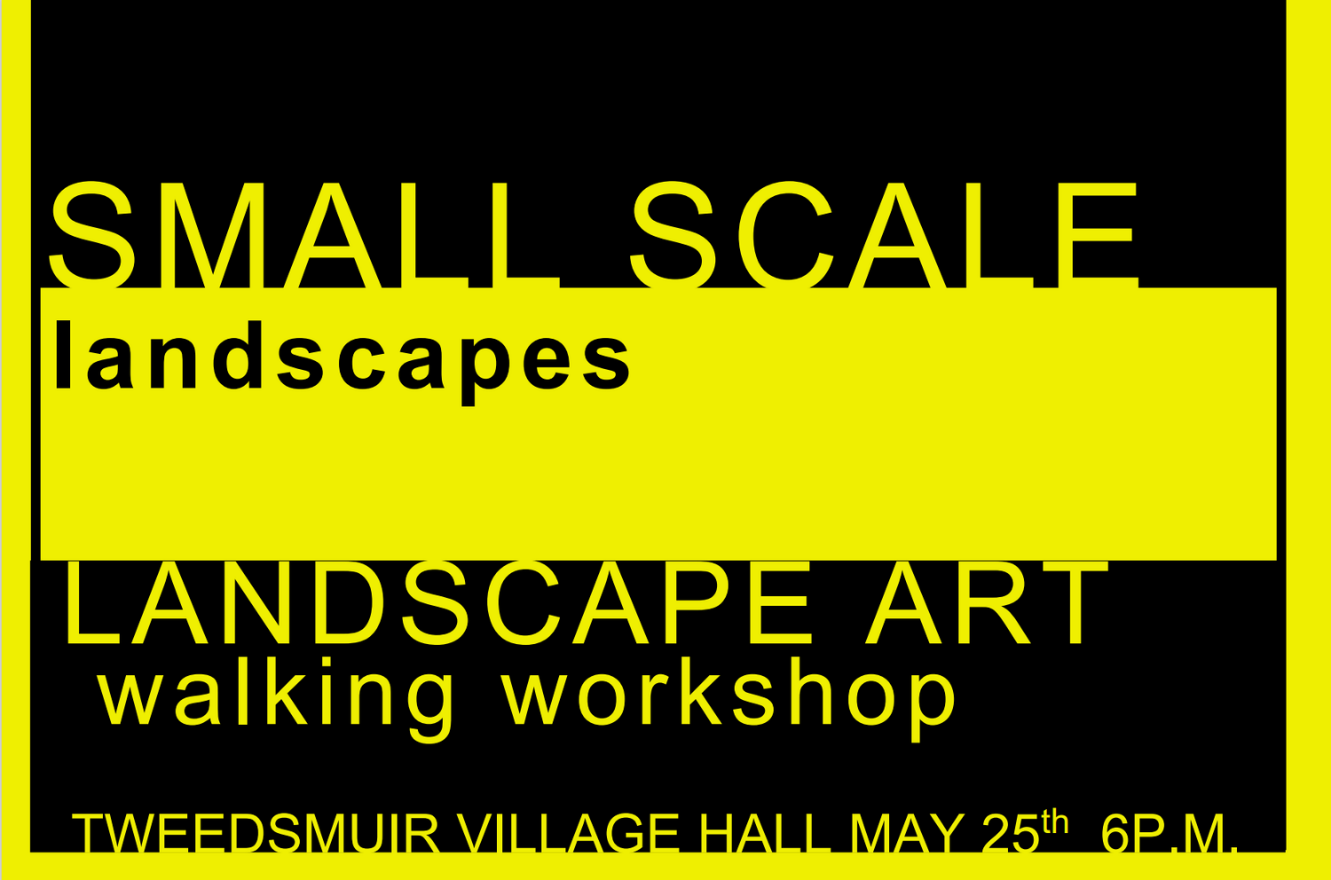 SMALL SCALE
landscapes
LANDSCAPE ART
walking workshop
TWEEDSMUIR VILLAGE HALL MAY 25th 6P.M.